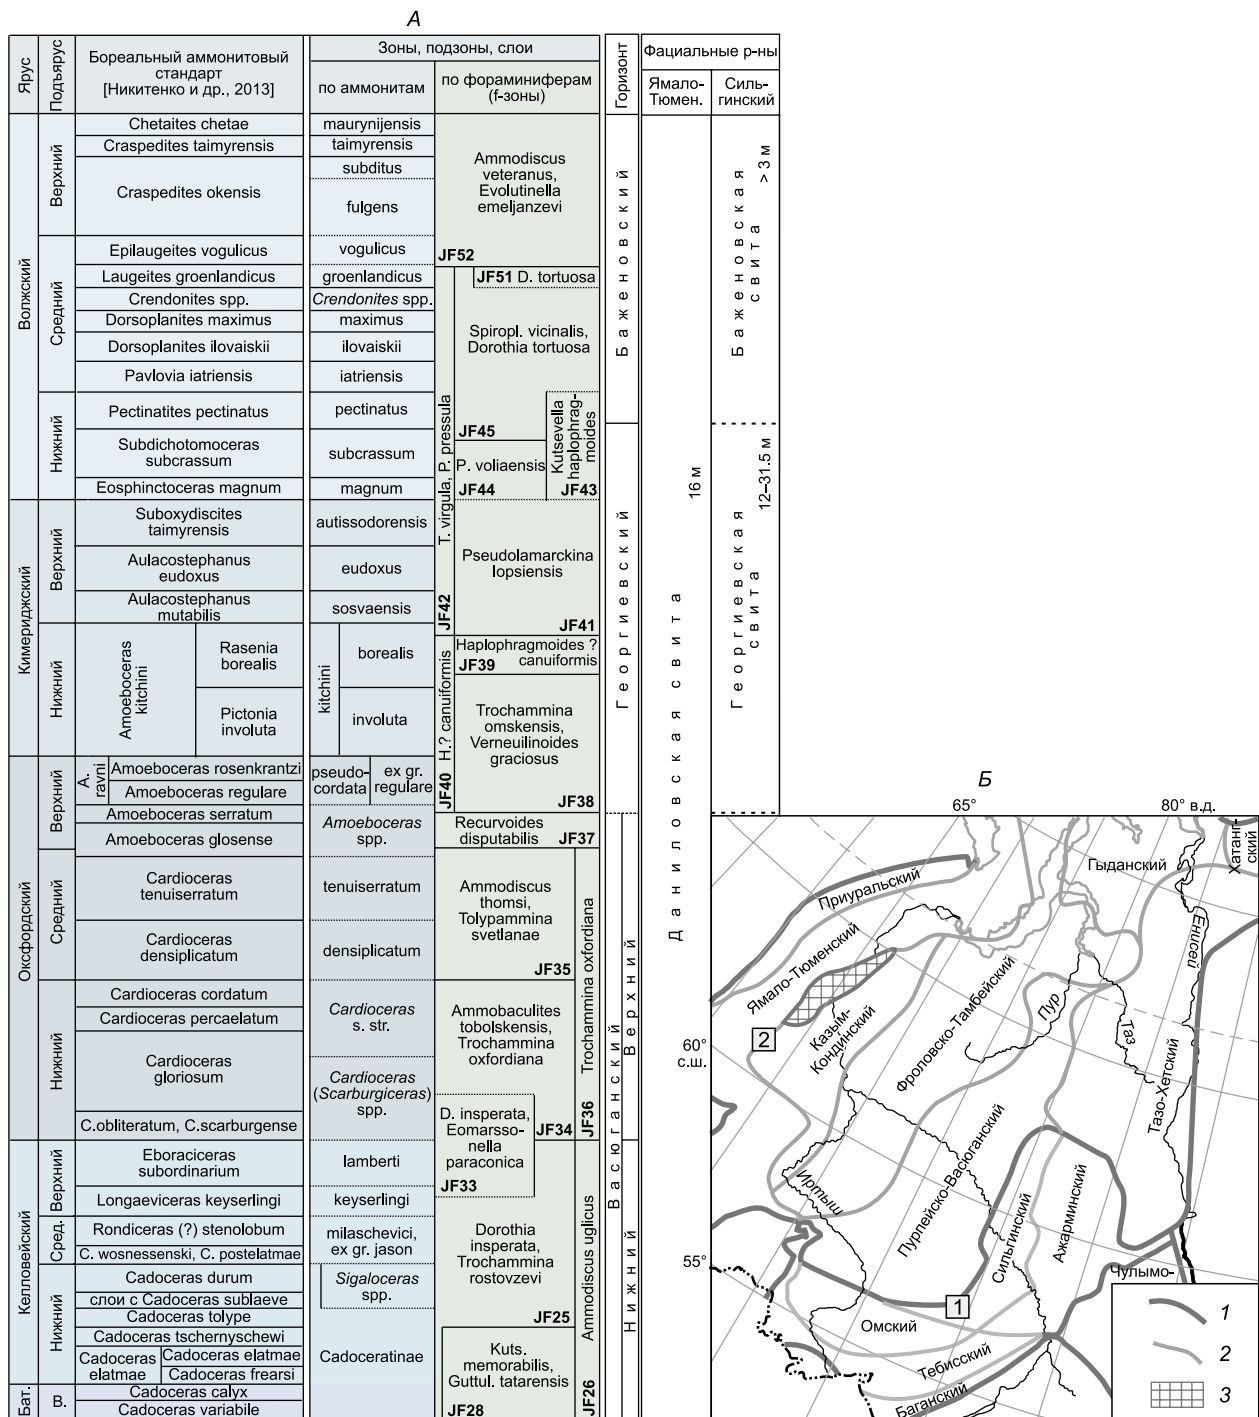 А
Ярус
Подъярус
Бореальный аммонитовый
стандарт
[Никитенко и др., 2013]
Зоны, подзоны, слои
по аммонитам
по фораминиферам
(f-зоны)
Горизонт
Фациальные р-ны
Ямало-
Тюмен.
Силь-
гинский
Волжский
Верхний
Средний
Нижний
Chetaites chetae
Craspedites taimyrensis
Craspedites okensis
Epilaugeites vogulicus
Laugeites groenlandicus
Crendonites spp.
Dorsoplanites maximus
Dorsoplanites ilovaiskii
Pavlovia iatriensis
Pectinatites pectinatus
Subdichotomoceras
subcrassum
Eosphinctoceras magnum
maurynijensis
taimyrensis
subditus
fulgens
vogulicus
groenlandicus
Crendonites spp.
maximus
ilovaiskii
iatriensis
pectinatus
subcrassum
magnum
Ammodiscus
veteranus,
Evolutinella
emeljanzevi
JF52
JF51 D. tortuosa
Spiropl. vicinalis,
Dorothia tortuosa
JF45
P. voliaensis
JF44
Kutsevella
haplophrag-
moides
JF43
T. virgula, P. pressula
JF42
Кимериджский
Верхний
Нижний
Suboxydiscites
taimyrensis
Aulacostephanus
eudoxus
Aulacostephanus
mutabilis
Amoeboceras
kitchini
Rasenia
borealis
Pictonia
involuta
autissodorensis
eudoxus
sosvaensis
kitchini
borealis
involuta
Pseudolamarckina
lopsiensis
JF41
Haplophragmoides ?
canuiformis
JF39
JF40 H.? canuiformis
Trochammina
omskensis,
Verneuilinoides
graciosus
JF38
Оксфордский
Верхний
Средний
Нижний
A.
ravni
Amoeboceras rosenkrantzi
Amoeboceras regulare
Amoeboceras serratum
Amoeboceras glosense
Cardioceras
tenuiserratum
Cardioceras
densiplicatum
Cardioceras cordatum
Cardioceras percaelatum
Cardioceras
gloriosum
C.obliteratum, C.scarburgense
pseudo-
cordata
ex gr.
regulare
Amoeboceras
spp.
tenuiserratum
densiplicatum
Cardioceras
s. str.
Cardioceras
(Scarburgiceras)
spp.
Recurvoides
disputabilis
JF37
Ammodiscus
thomsi,
Tolypammina
svetlanae
JF35
Ammobaculites
tobolskensis,
Trochammina
oxfordiana
JF34
JF36
Trochammina oxfordiana
D. insperata,
Eomarsso-
nella
paraconica
JF33
Келловейский
Верхний
Сред.
Нижний
Eboraciceras
subordinarium
Longaeviceras keyserlingi
Rondiceras (?) stenolobum
C. wosnessenski, C. postelatmae
Cadoceras durum
слои с Cadoceras sublaeve
Cadoceras tolype
Cadoceras tschernyschewi
Cadoceras
elatmae
Cadoceras elatmae
Cadoceras frearsi
lamberti
keyserlingi
milaschevici,
ex gr. jason
Sigaloceras
spp.
Cadoceratinae
Dorothia
insperata,
Trochammina
rostovzevi
JF25
Kuts.
memorabilis,
Guttul. tatarensis
JF28
JF26
Ammodiscus uglicus
Бат.
В.
Cadoceras calyx
Cadoceras variabile
Баженовский
Георгиевский
Васюганский
Верхний
Нижний
Даниловская свита
16 м
Баженовская
свита
> 3 м
Георгиевская
свита
12–31.5 м
Б
65°
80° в.д.
60°
с.ш.
55°
Приуральский
Ямало-Тюменский
Казым-
Кондинский
Фроловско-Тамбейский
Гыданский
Хатанг-
ский
Енисей
Пур
Таз
Тазо-Хетский
Пурпейско-Васюганский
Иртыш
Сильгинский
Ажарминский
Чулымо-
Омский
Тебисский
Баганский
2
1
1
2
3